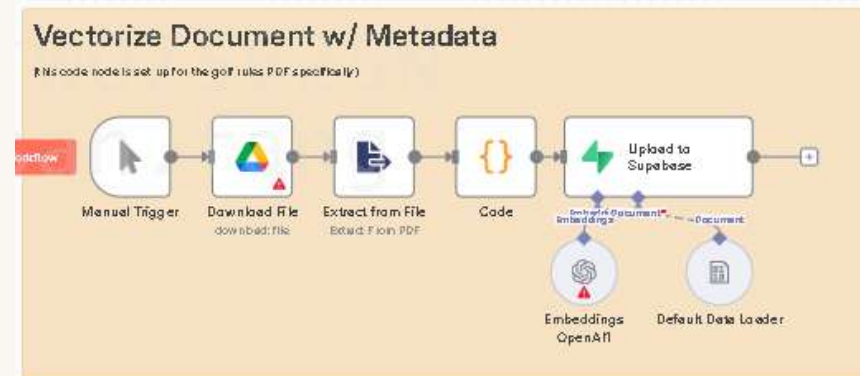 Vectorize Document w/ Metadata
(this code node is set up for the golf rules PDF specifically)
Upload to
Supabase
Manual Trigger
Download File
download: file
Extract from File
Extract From PDF
Code
Embeddings
Document
Document
Embeddings
OpenAI1
Default Data Loader